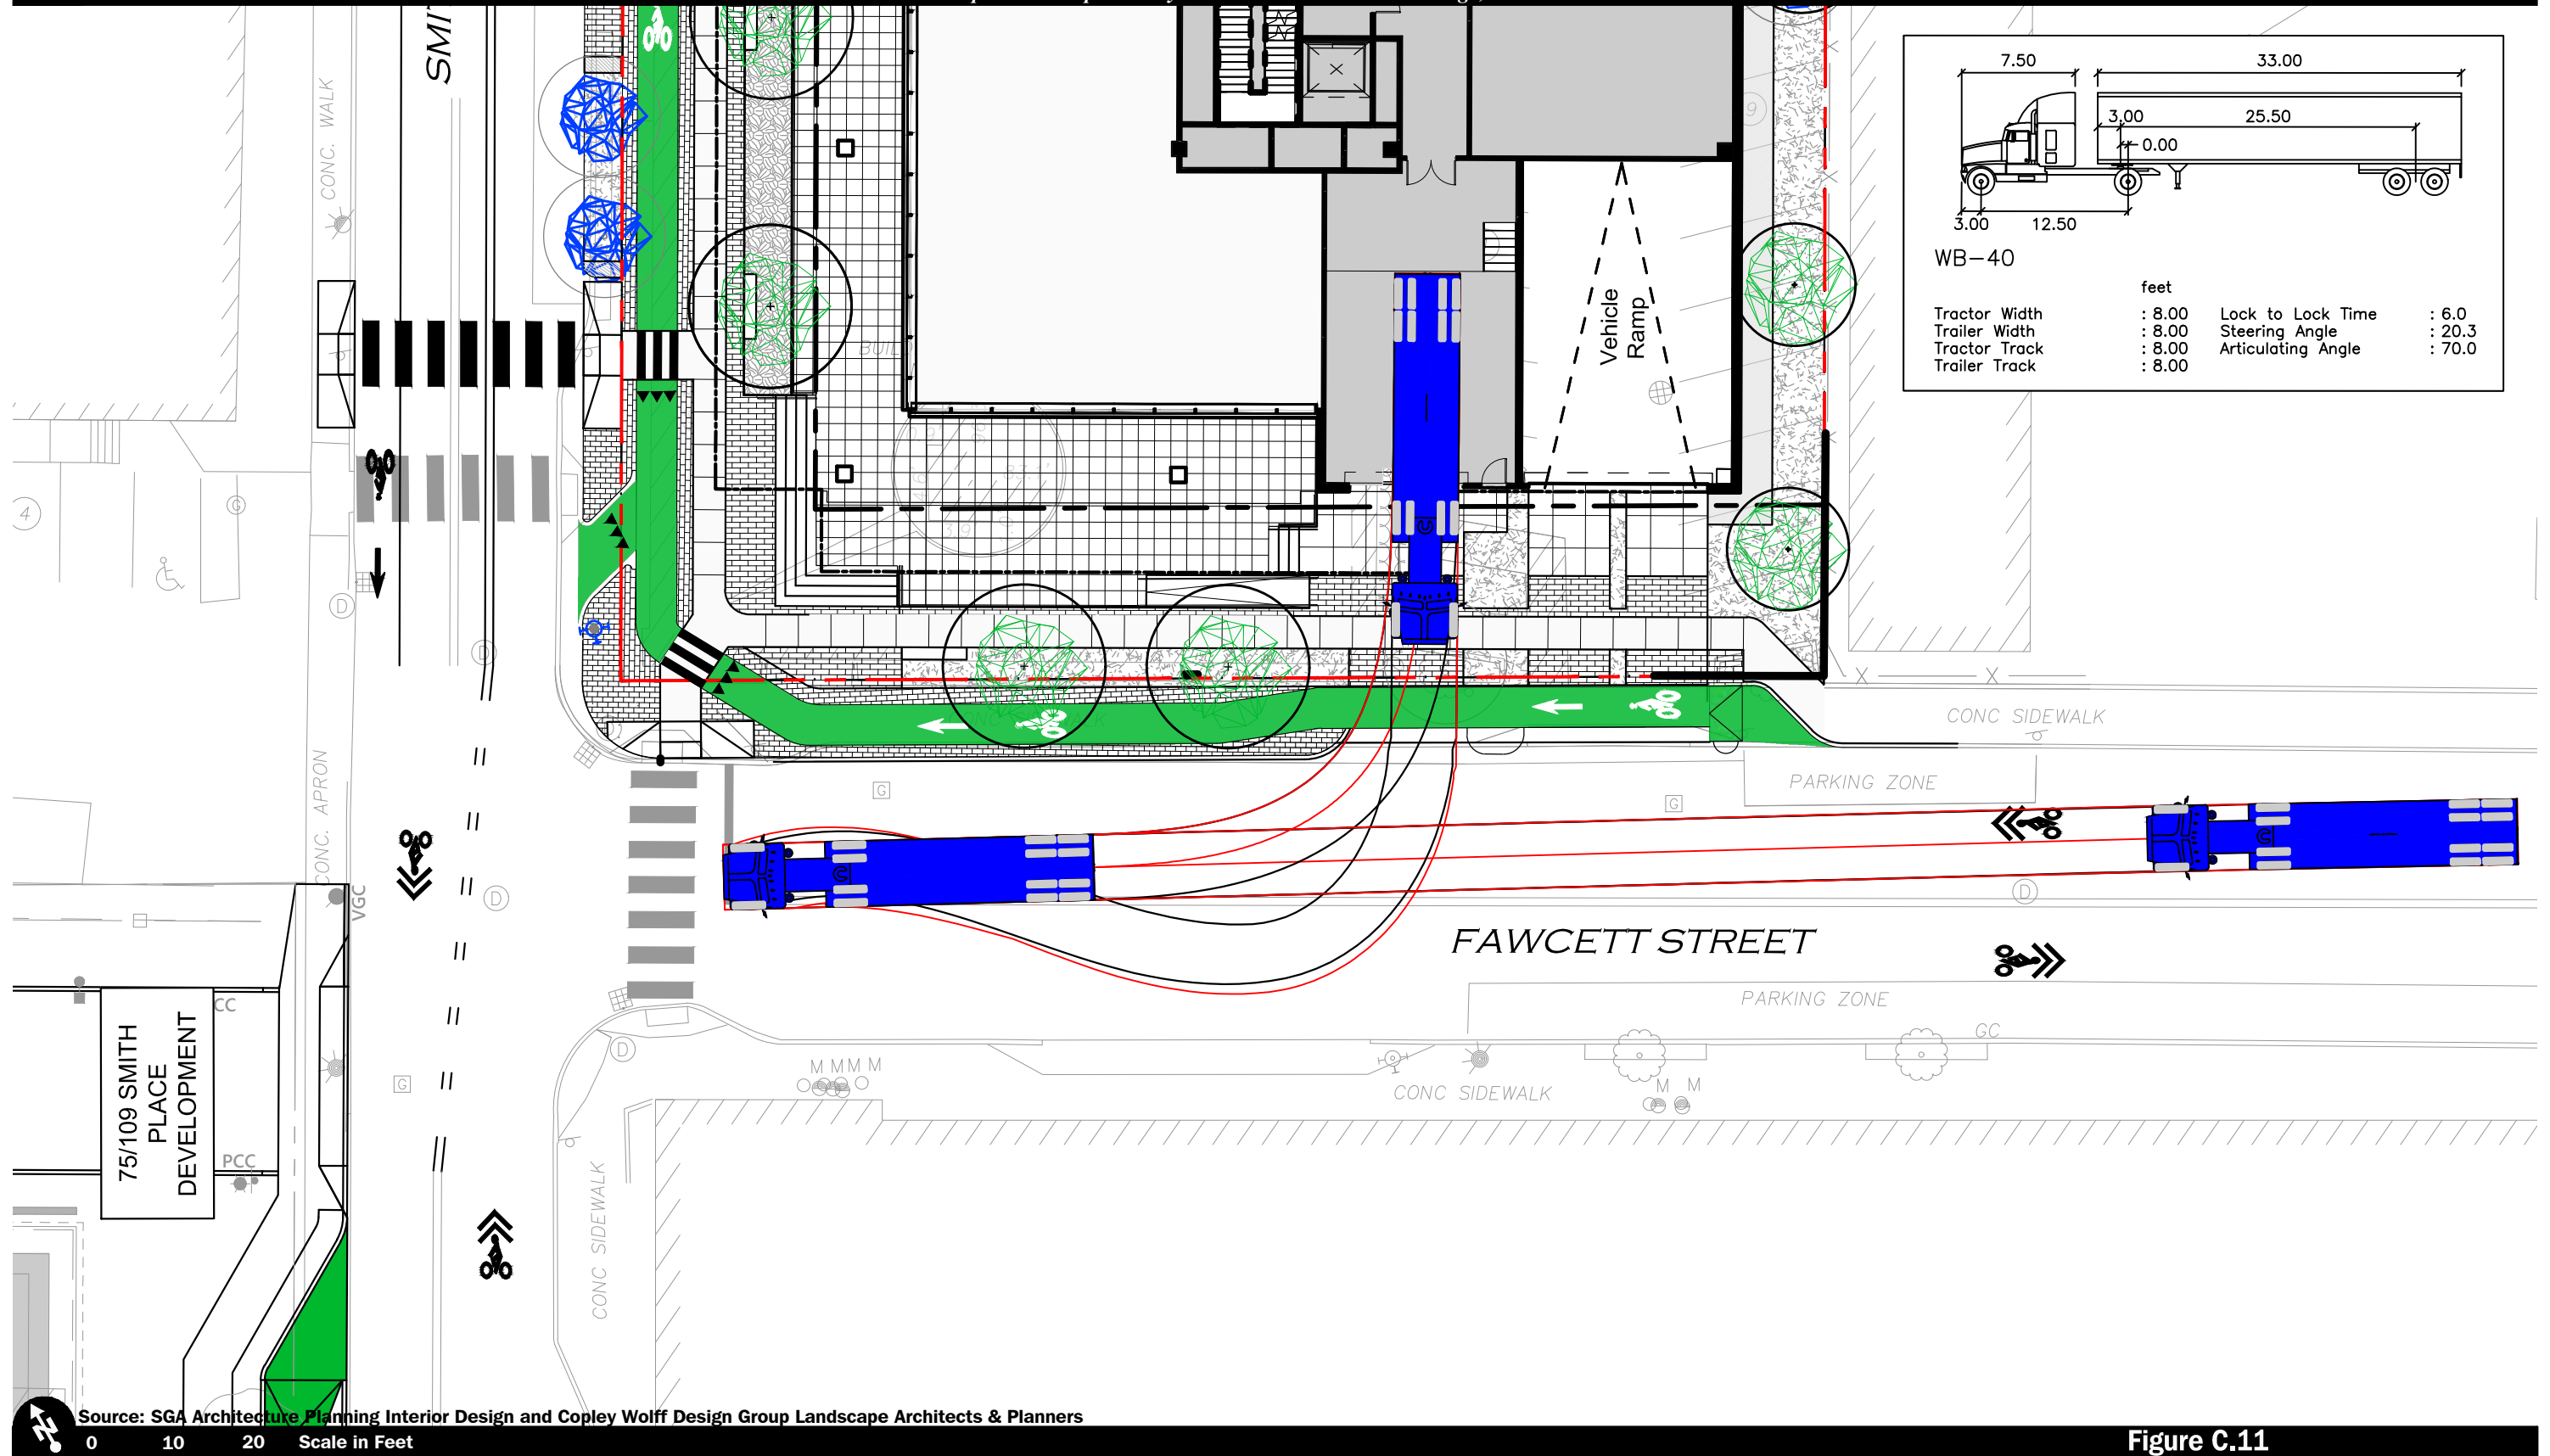 SMIT
CONC. WALK
7.50
33.00
3.00
25.50
0.00
3.00
12.50
WB-40
feet
Tractor Width : 8.00 Lock to Lock Time : 6.0
Trailer Width : 8.00 Steering Angle : 20.3
Tractor Track : 8.00 Articulating Angle : 70.0
Trailer Track : 8.00
9
BUIL
Vehicle
Ramp
4
G
D
D
CONC SIDEWALK
PARKING ZONE
G
G
CONC. APRON
VGC
D
D
FAWCETT STREET
PARKING ZONE
GC
CC
75/109 SMITH
PLACE
DEVELOPMENT
D
M M M M
CONC SIDEWALK
M M
G
PCC
CONC SIDEWALK
Source: SGA Architecture Planning Interior Design and Copley Wolff Design Group Landscape Architects & Planners
0 10 20 Scale in Feet
Figure C.11